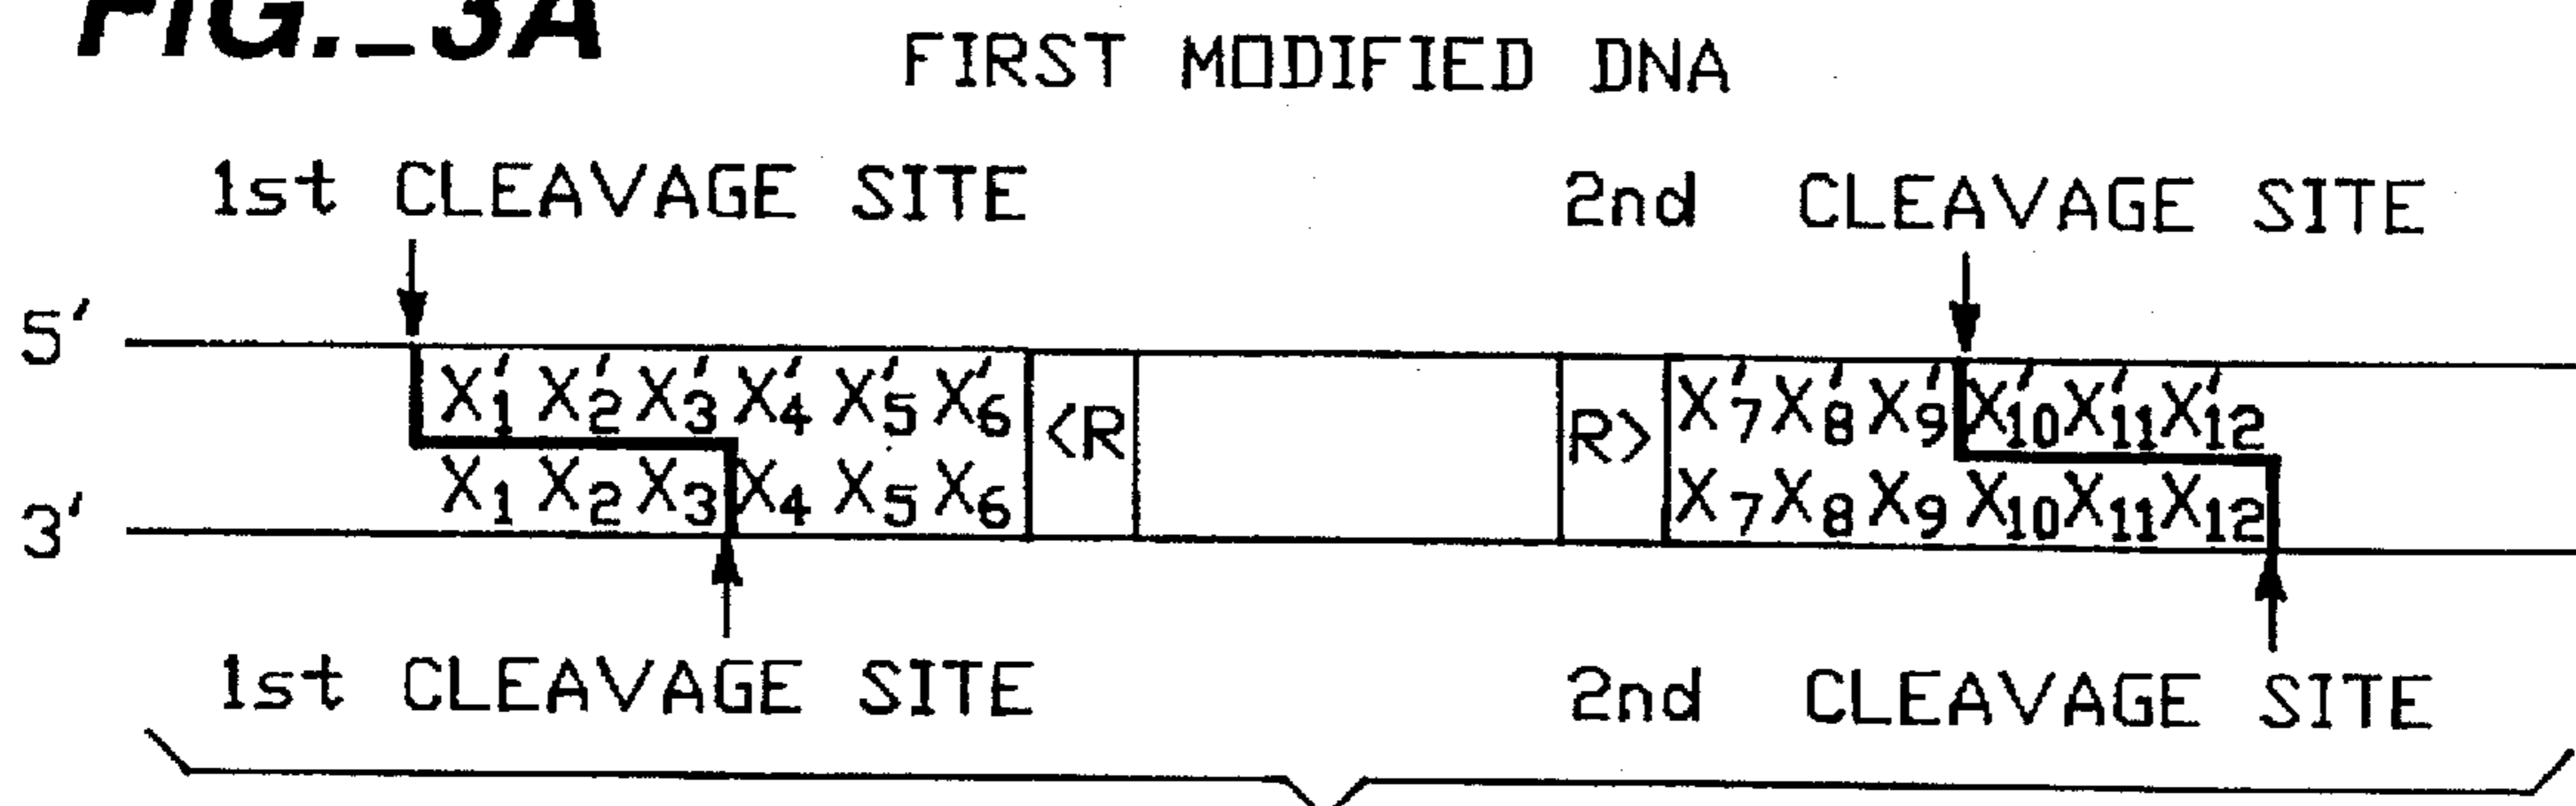 FIG._3A
FIRST MODIFIED DNA
1st CLEAVAGE SITE
2nd CLEAVAGE SITE
5′
X′₁ X′₂ X′₃ X′₄ X′₅ X′₆ <R R> X′₇ X′₈ X′₉ X′₁₀ X′₁₁ X′₁₂
X₁ X₂ X₃ X₄ X₅ X₆ X₇ X₈ X₉ X₁₀ X₁₁ X₁₂
3′
1st CLEAVAGE SITE
2nd CLEAVAGE SITE